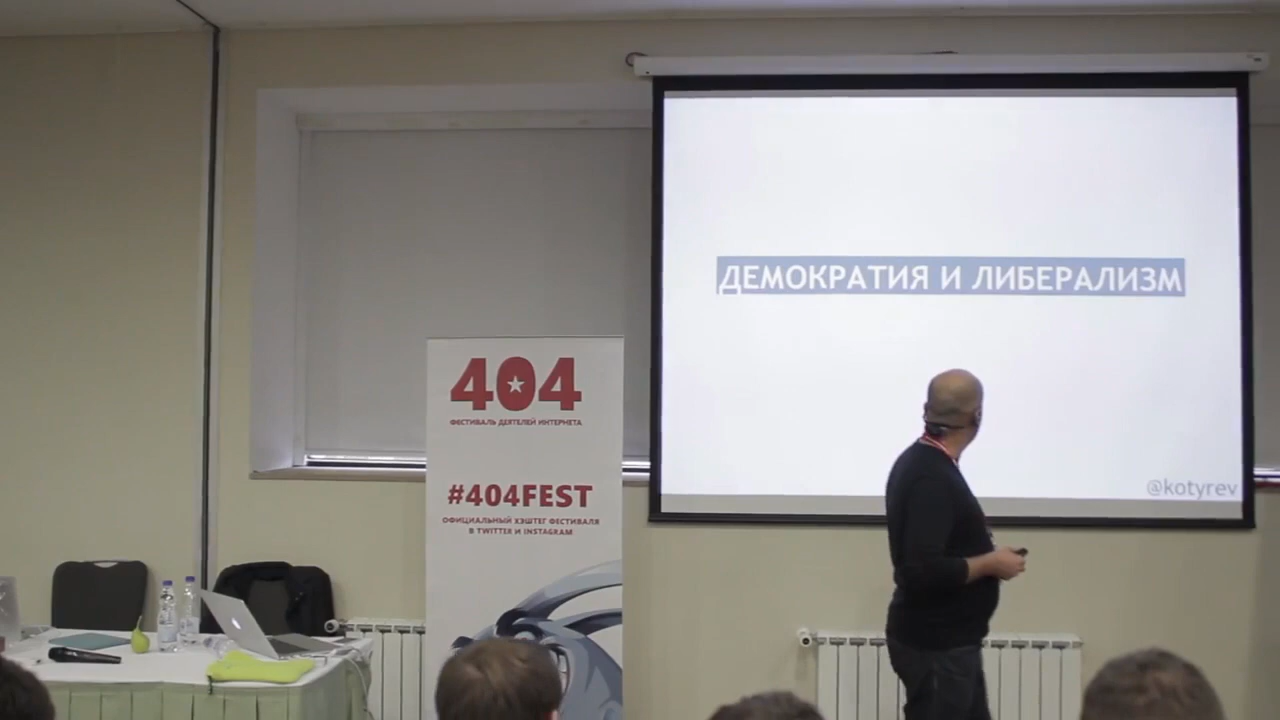 404
ФЕСТИВАЛЬ ДЕЯТЕЛЕЙ ИНТЕРНЕТА
#404FEST
ОФИЦИАЛЬНЫЙ ХЭШТЕГ ФЕСТИВАЛЯ
В TWITTER И INSTAGRAM
ДЕМОКРАТИЯ И ЛИБЕРАЛИЗМ
@kotyrev